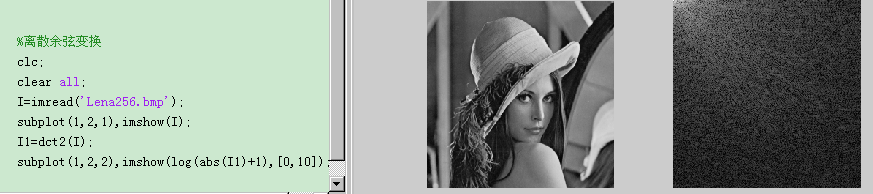 %离散余弦变换
clc;
clear all;
I=imread('Lena256.bmp');
subplot(1,2,1),imshow(I);
I1=dct2(I);
subplot(1,2,2),imshow(log(abs(I1)+1),[0,10]);